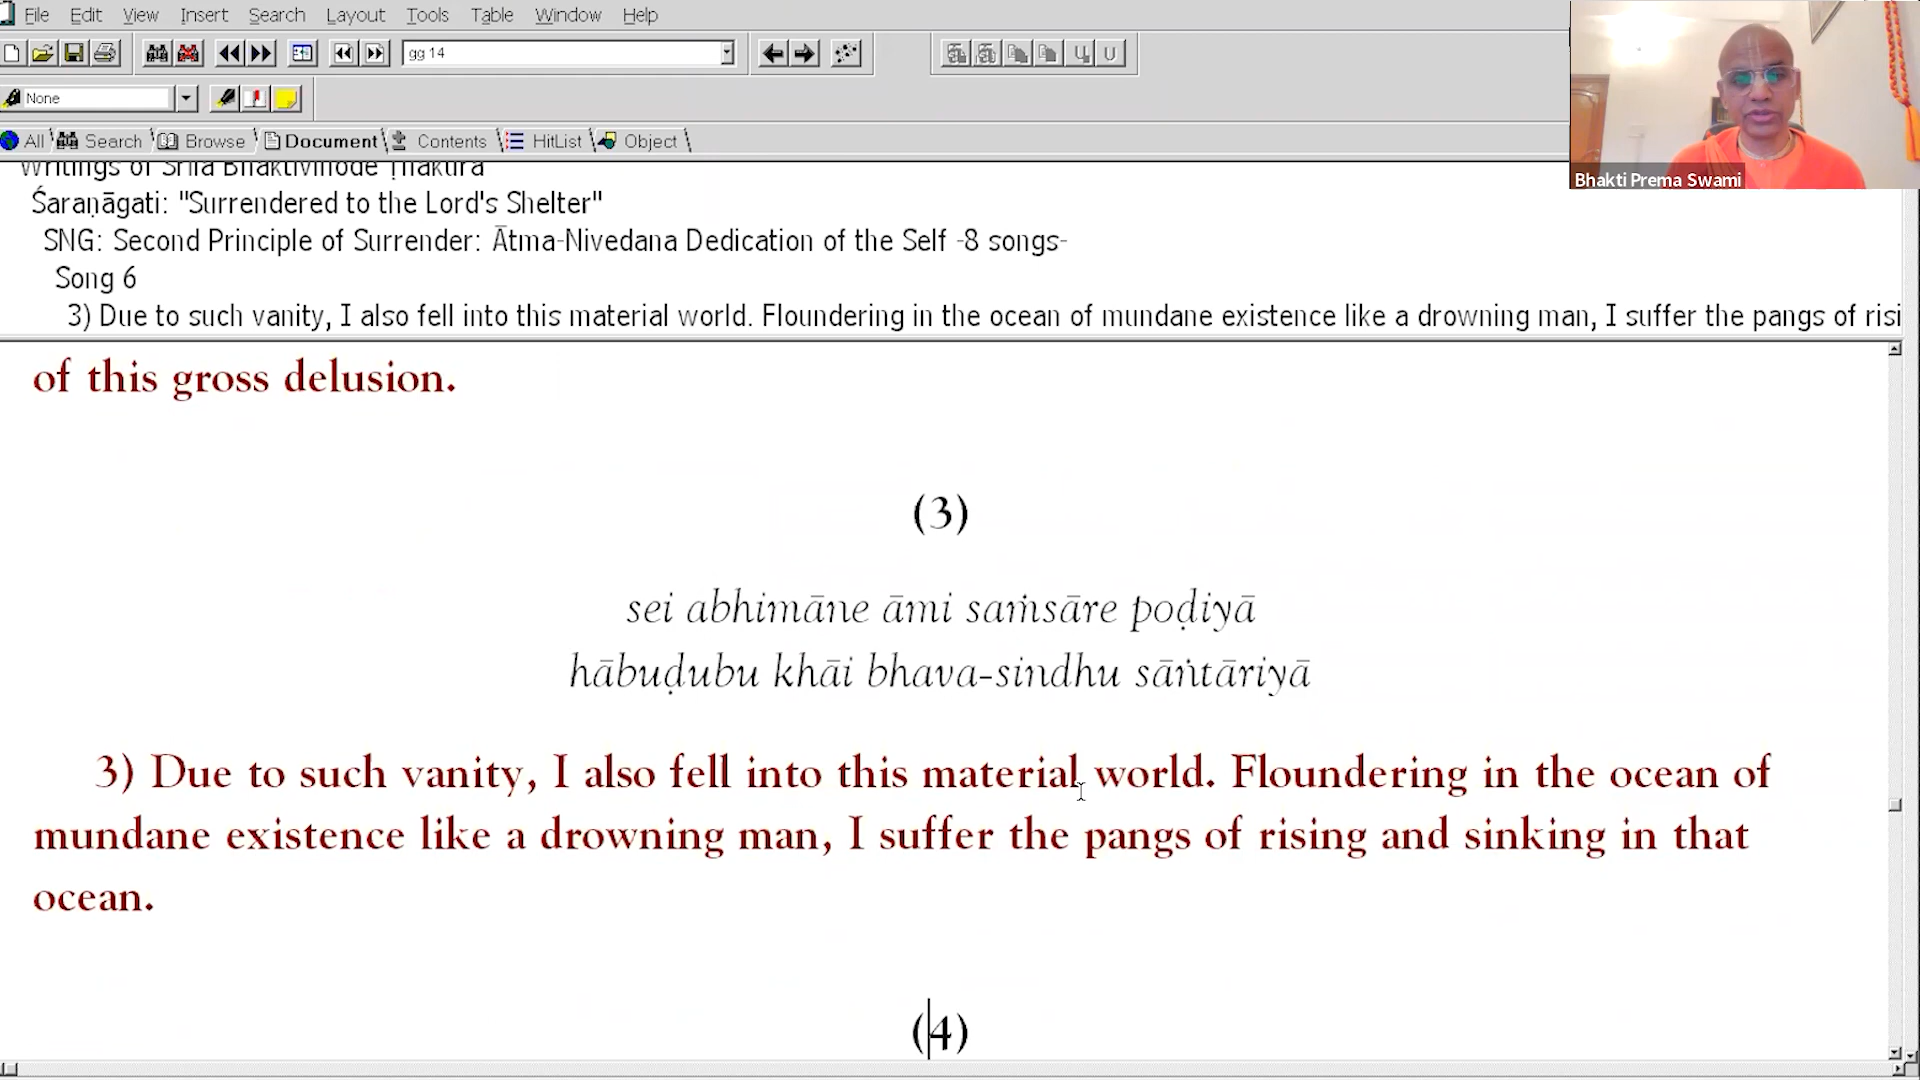 File Edit View Insert Search Layout Tools Table Window Help
gg 14
None
All Search Browse Document Contents HitList Object
Writings of Śrīla Bhaktivinode Ṭhākura
Śaraṇāgati: "Surrendered to the Lord's Shelter"
SNG: Second Principle of Surrender: Ātma-Nivedana Dedication of the Self -8 songs-
Song 6
3) Due to such vanity, I also fell into this material world. Floundering in the ocean of mundane existence like a drowning man, I suffer the pangs of risi
of this gross delusion.
(3)
sei abhimāne āmi saṁsāre poḍiyā
hābuḍubu khāi bhava-sindhu sāṅtāriyā
3) Due to such vanity, I also fell into this material world. Floundering in the ocean of
mundane existence like a drowning man, I suffer the pangs of rising and sinking in that
ocean.
(4)
Bhakti Prema Swami